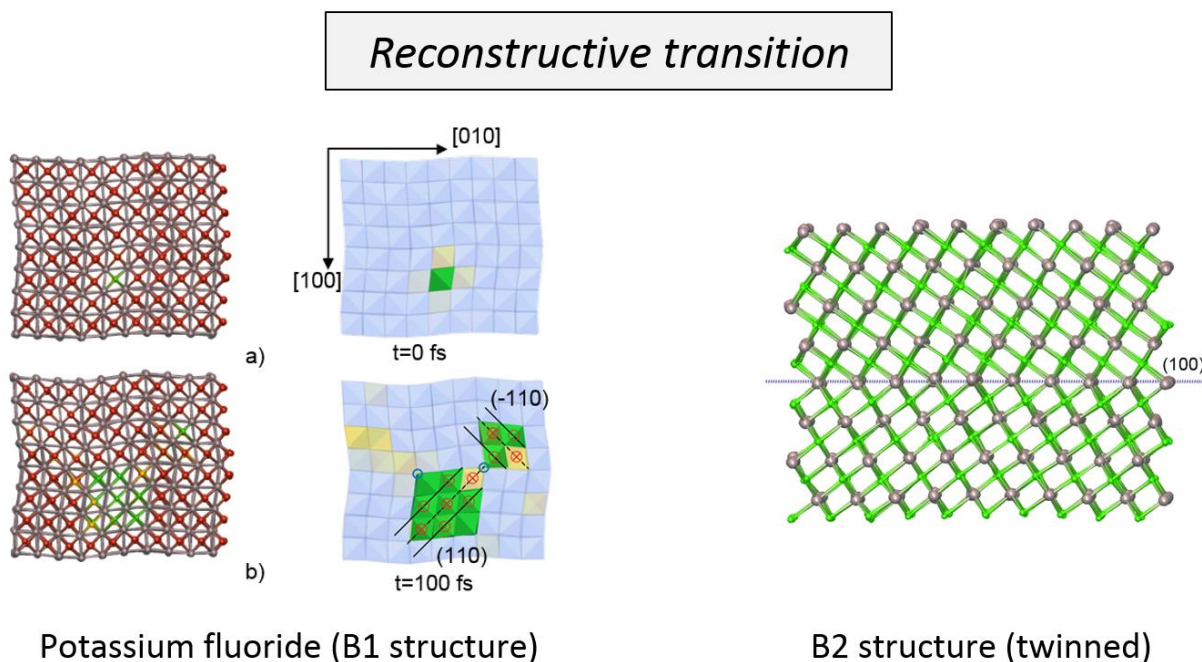 Reconstructive transition
[010]
[100]
a)
t=0 fs
(100)
(-110)
(110)
b)
t=100 fs
Potassium fluoride (B1 structure)
B2 structure (twinned)